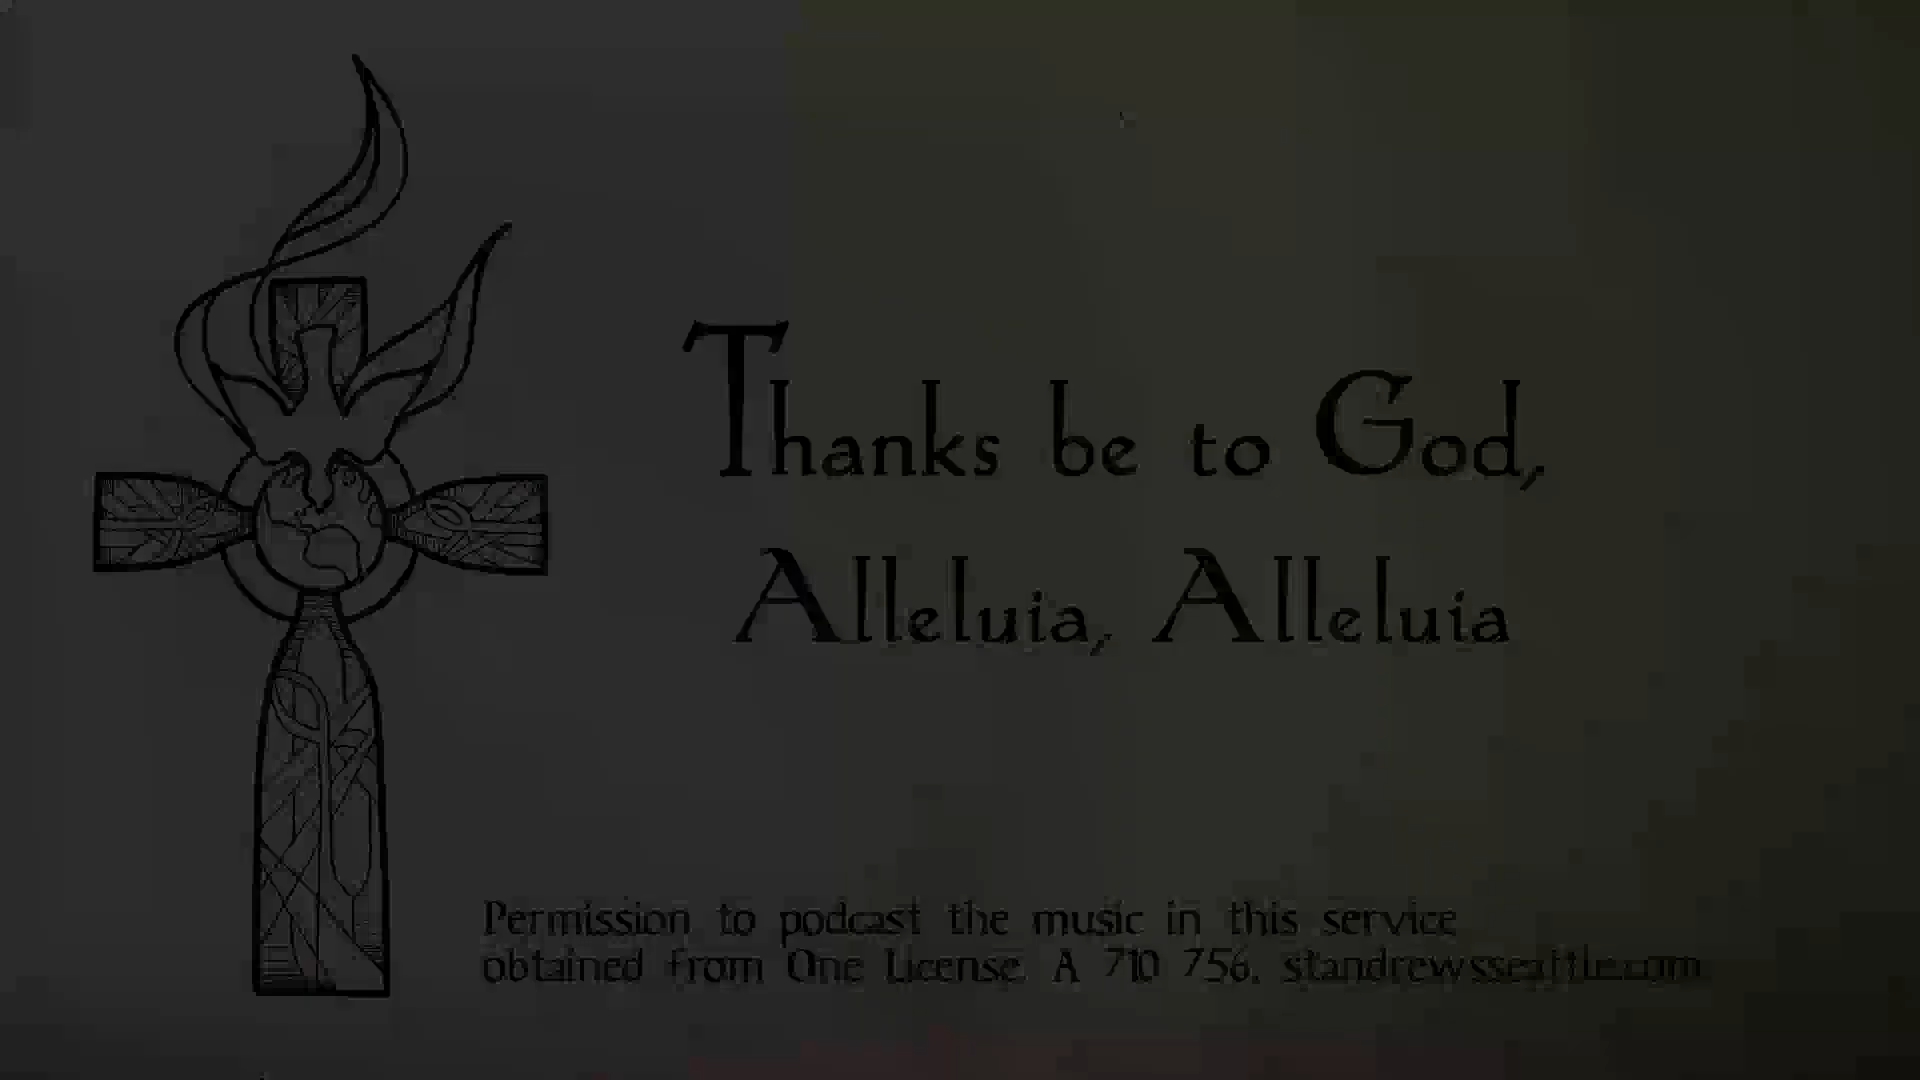 Thanks be to God,
Alleluia, Alleluia
Permission to podcast the music in this service
obtained from One License A 710 756. standrewsseattle.com